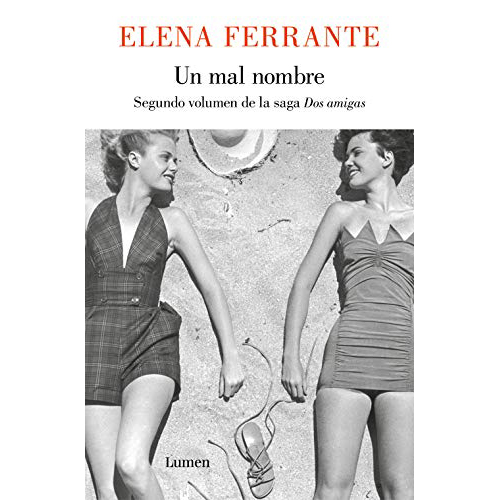 ELENA FERRANTE
Un mal nombre
Segundo volumen de la saga Dos amigas
Lumen